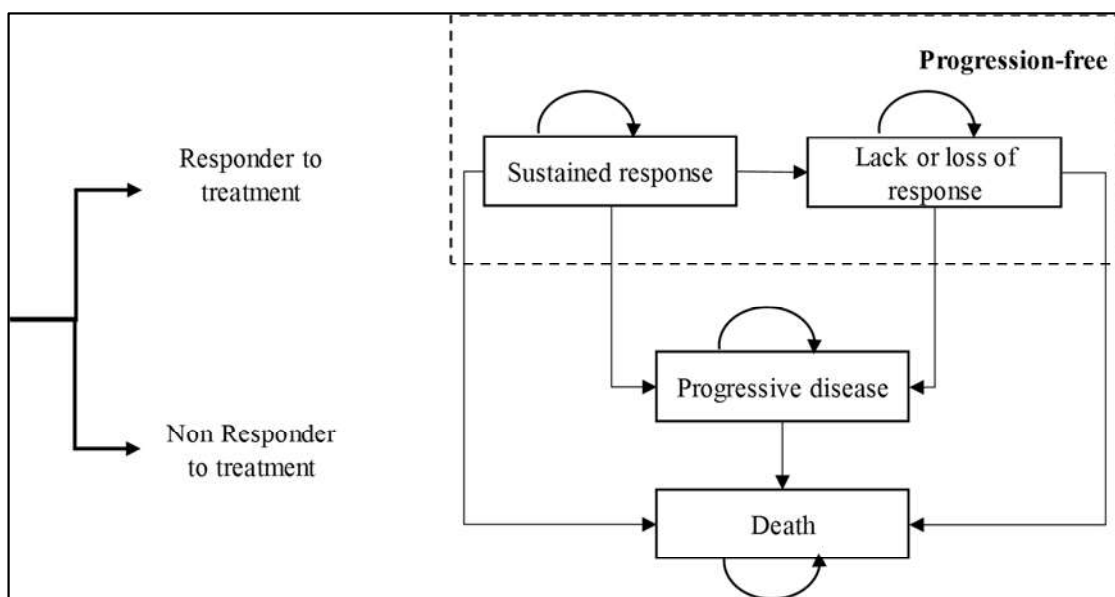 Progression-free
Responder to
treatment
Sustained response
Lack or loss of
response
Progressive disease
Non Responder
to treatment
Death